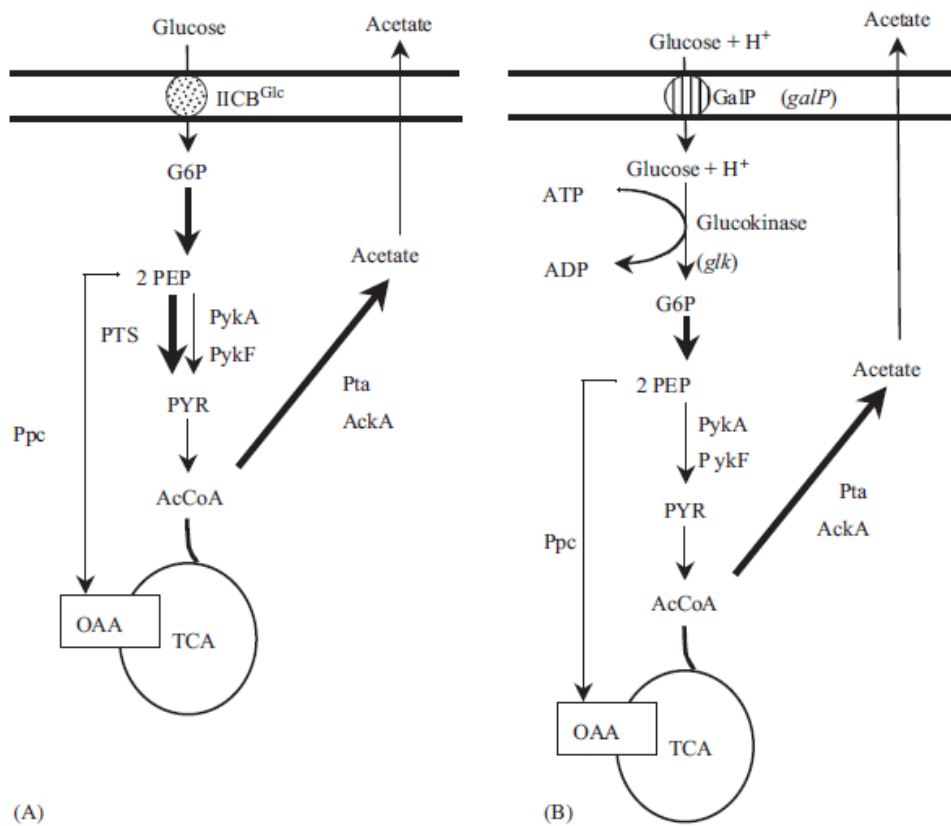 Glucose
Acetate
IICB^Glc
G6P
Acetate
2 PEP
PTS
PykA
PykF
Pta
AckA
PYR
Ppc
AcCoA
OAA
TCA
(A)
Glucose + H⁺
Acetate
GalP (galP)
Glucose + H⁺
ATP
Glucokinase
ADP
(glk)
G6P
Acetate
2 PEP
PykA
P ykF
Pta
AckA
PYR
Ppc
AcCoA
OAA
TCA
(B)